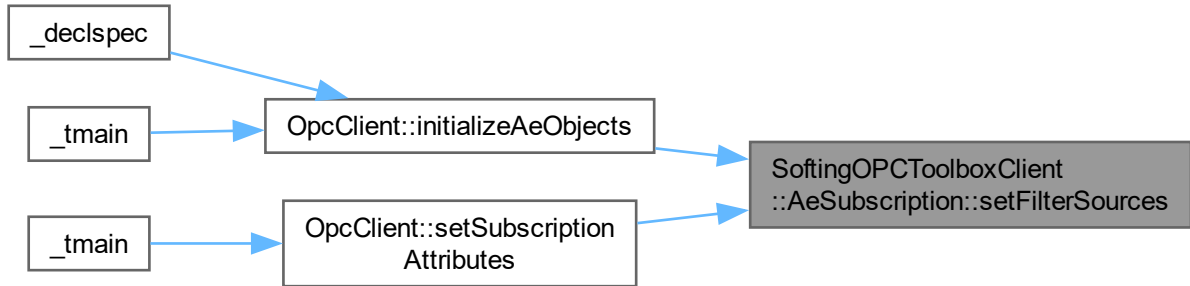 _declspec
_tmain
OpcClient::initializeAeObjects
SoftingOPCToolboxClient
::AeSubscription::setFilterSources
_tmain
OpcClient::setSubscription
Attributes